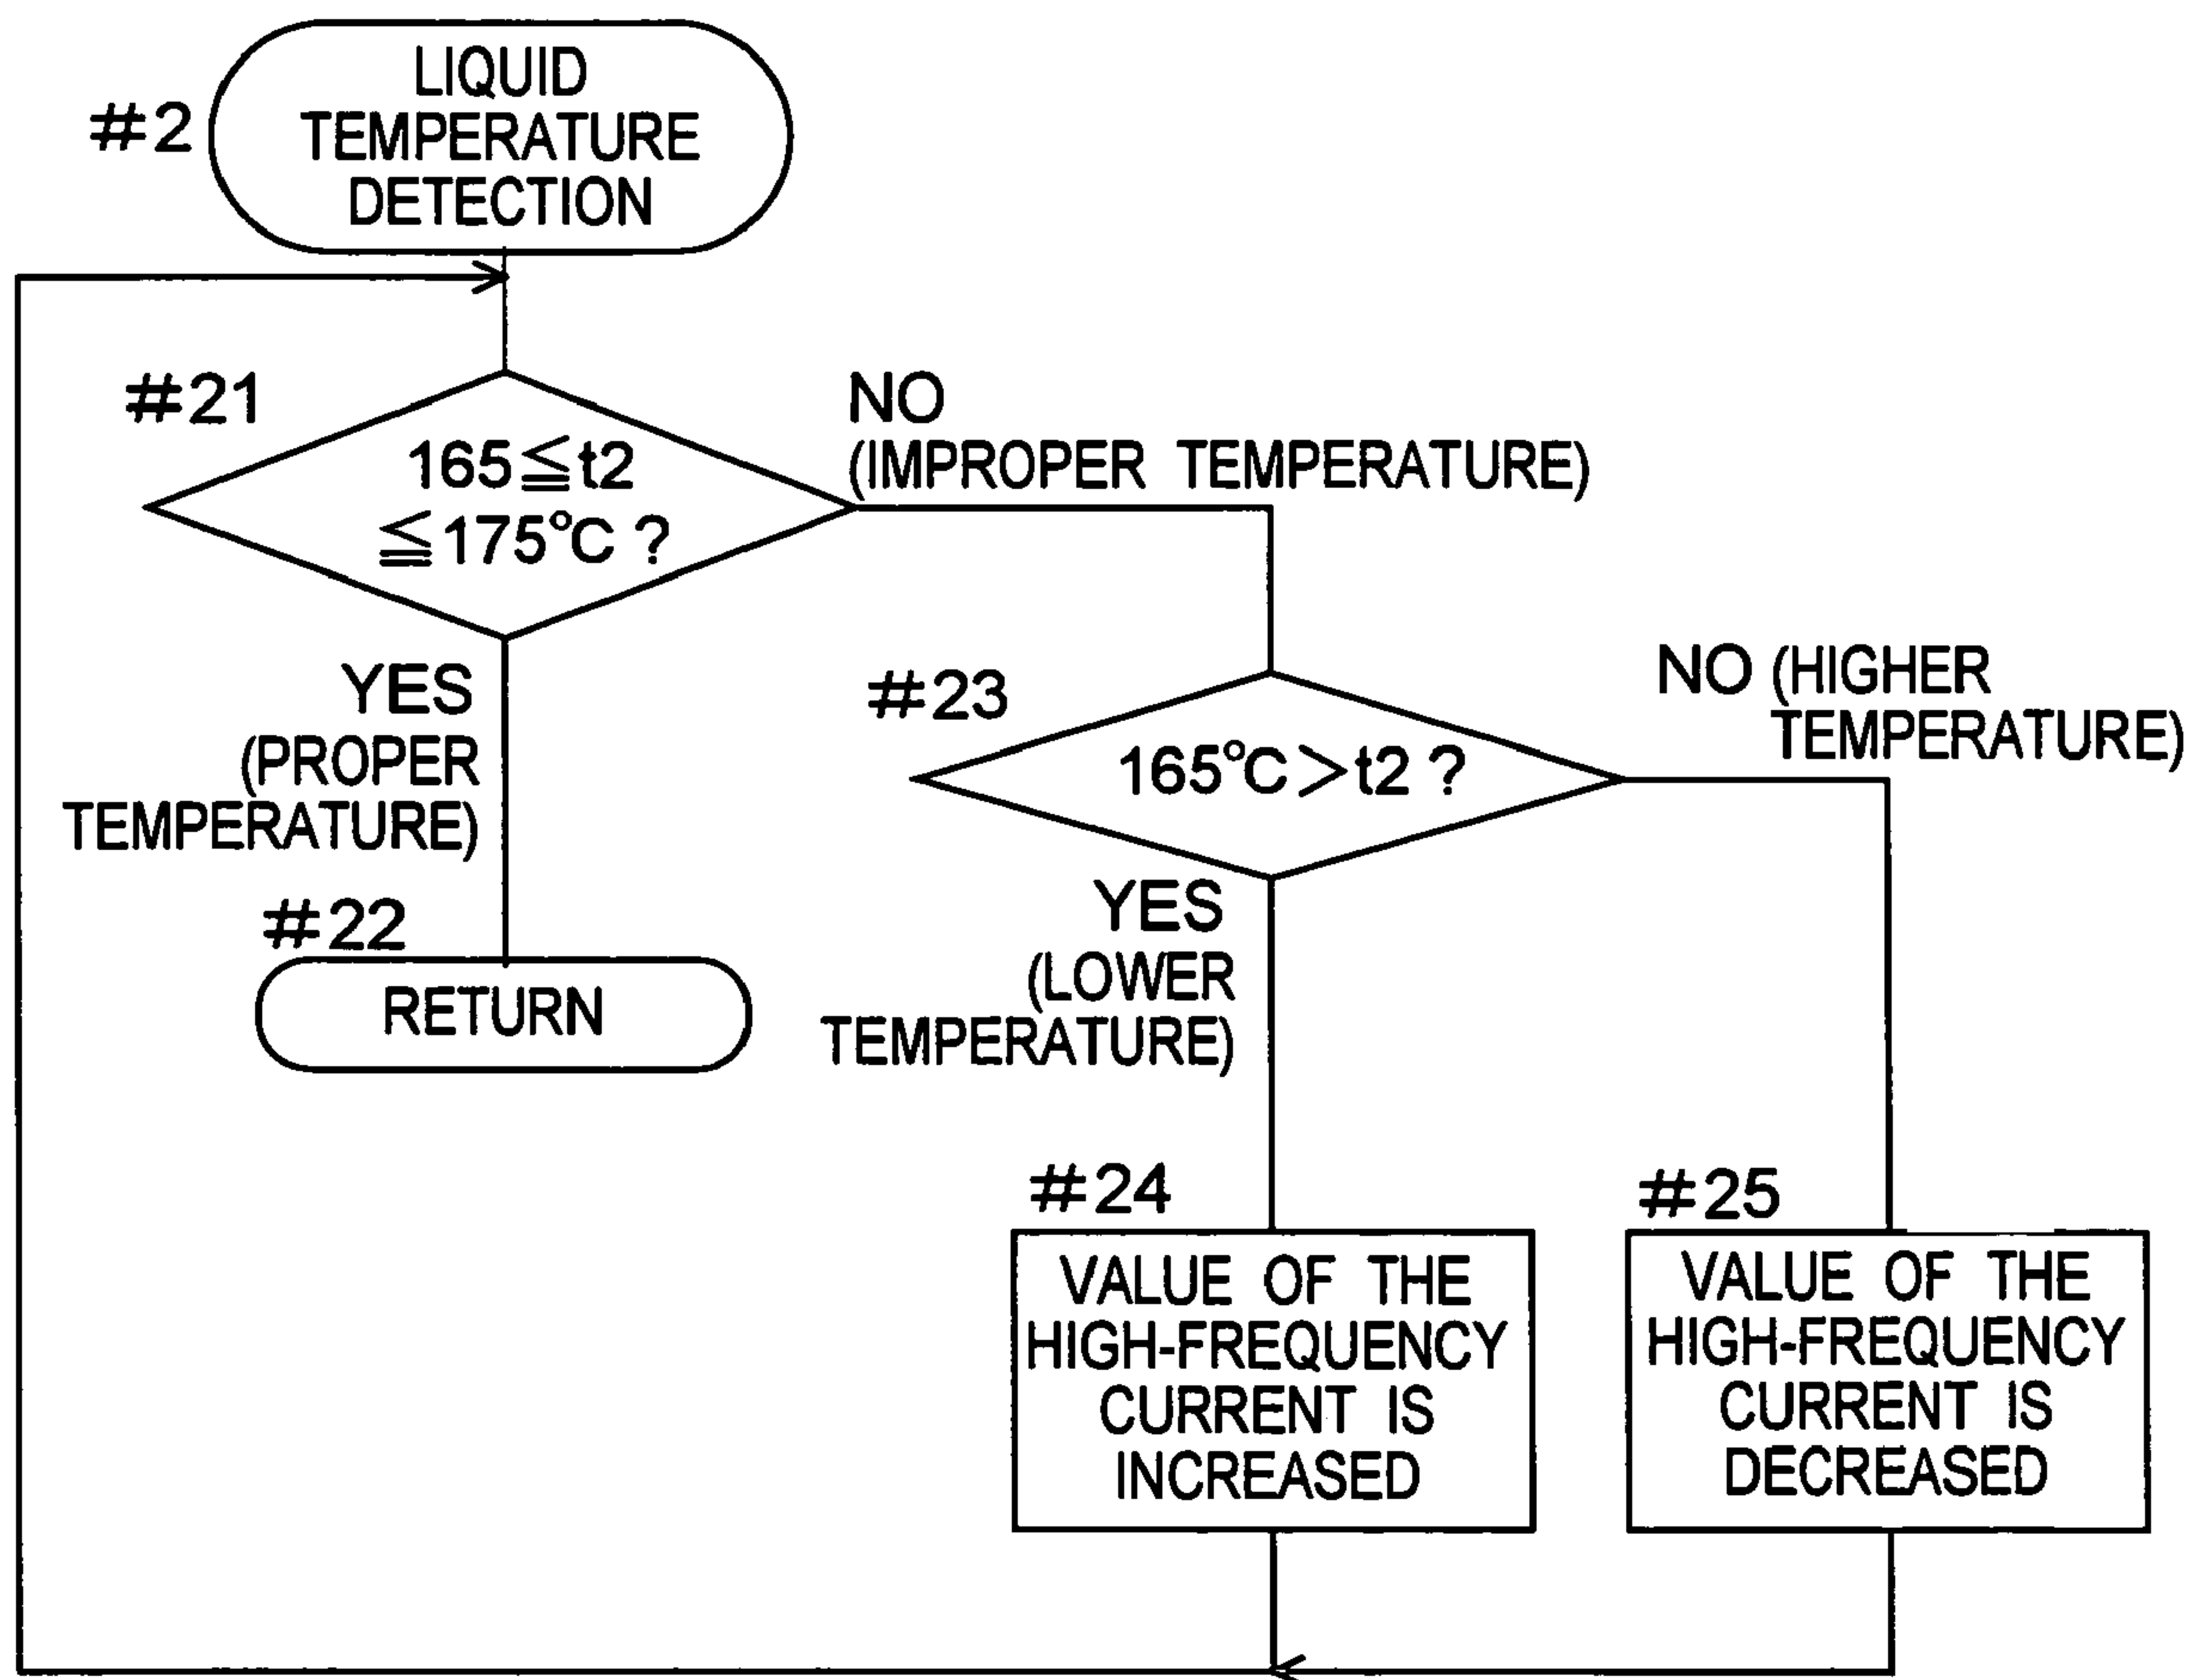 #2
LIQUID
TEMPERATURE
DETECTION
#21
165≦t2
≦175℃ ?
NO
(IMPROPER TEMPERATURE)
YES
(PROPER
TEMPERATURE)
#22
RETURN
#23
165℃>t2 ?
NO (HIGHER
TEMPERATURE)
YES
(LOWER
TEMPERATURE)
#24
VALUE OF THE
HIGH-FREQUENCY
CURRENT IS
INCREASED
#25
VALUE OF THE
HIGH-FREQUENCY
CURRENT IS
DECREASED